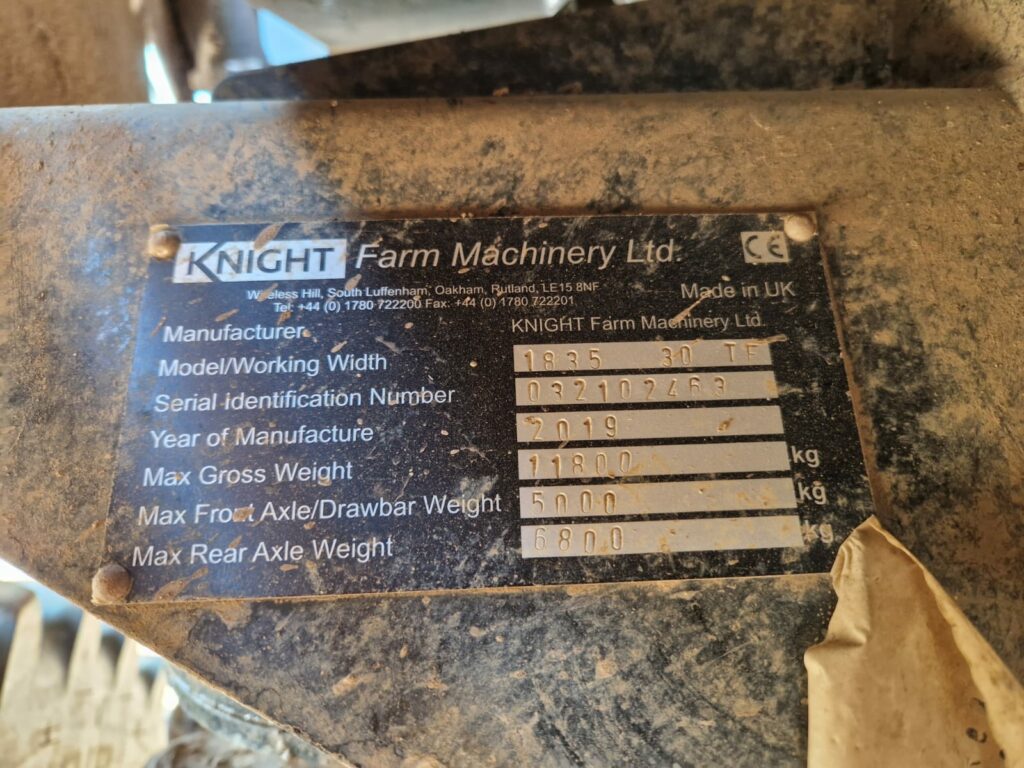 KNIGHT Farm Machinery Ltd. CE
Wireless Hill, South Luffenham, Oakham, Rutland, LE15 8NF
Tel: +44 (0) 1780 722200 Fax: +44 (0) 1780 722201
Made in UK
Manufacturer KNIGHT Farm Machinery Ltd.
Model/Working Width 1835 30 TF
Serial Identification Number 032102463
Year of Manufacture 2019
Max Gross Weight 11800 kg
Max Front Axle/Drawbar Weight 5000 kg
Max Rear Axle Weight 6800 kg